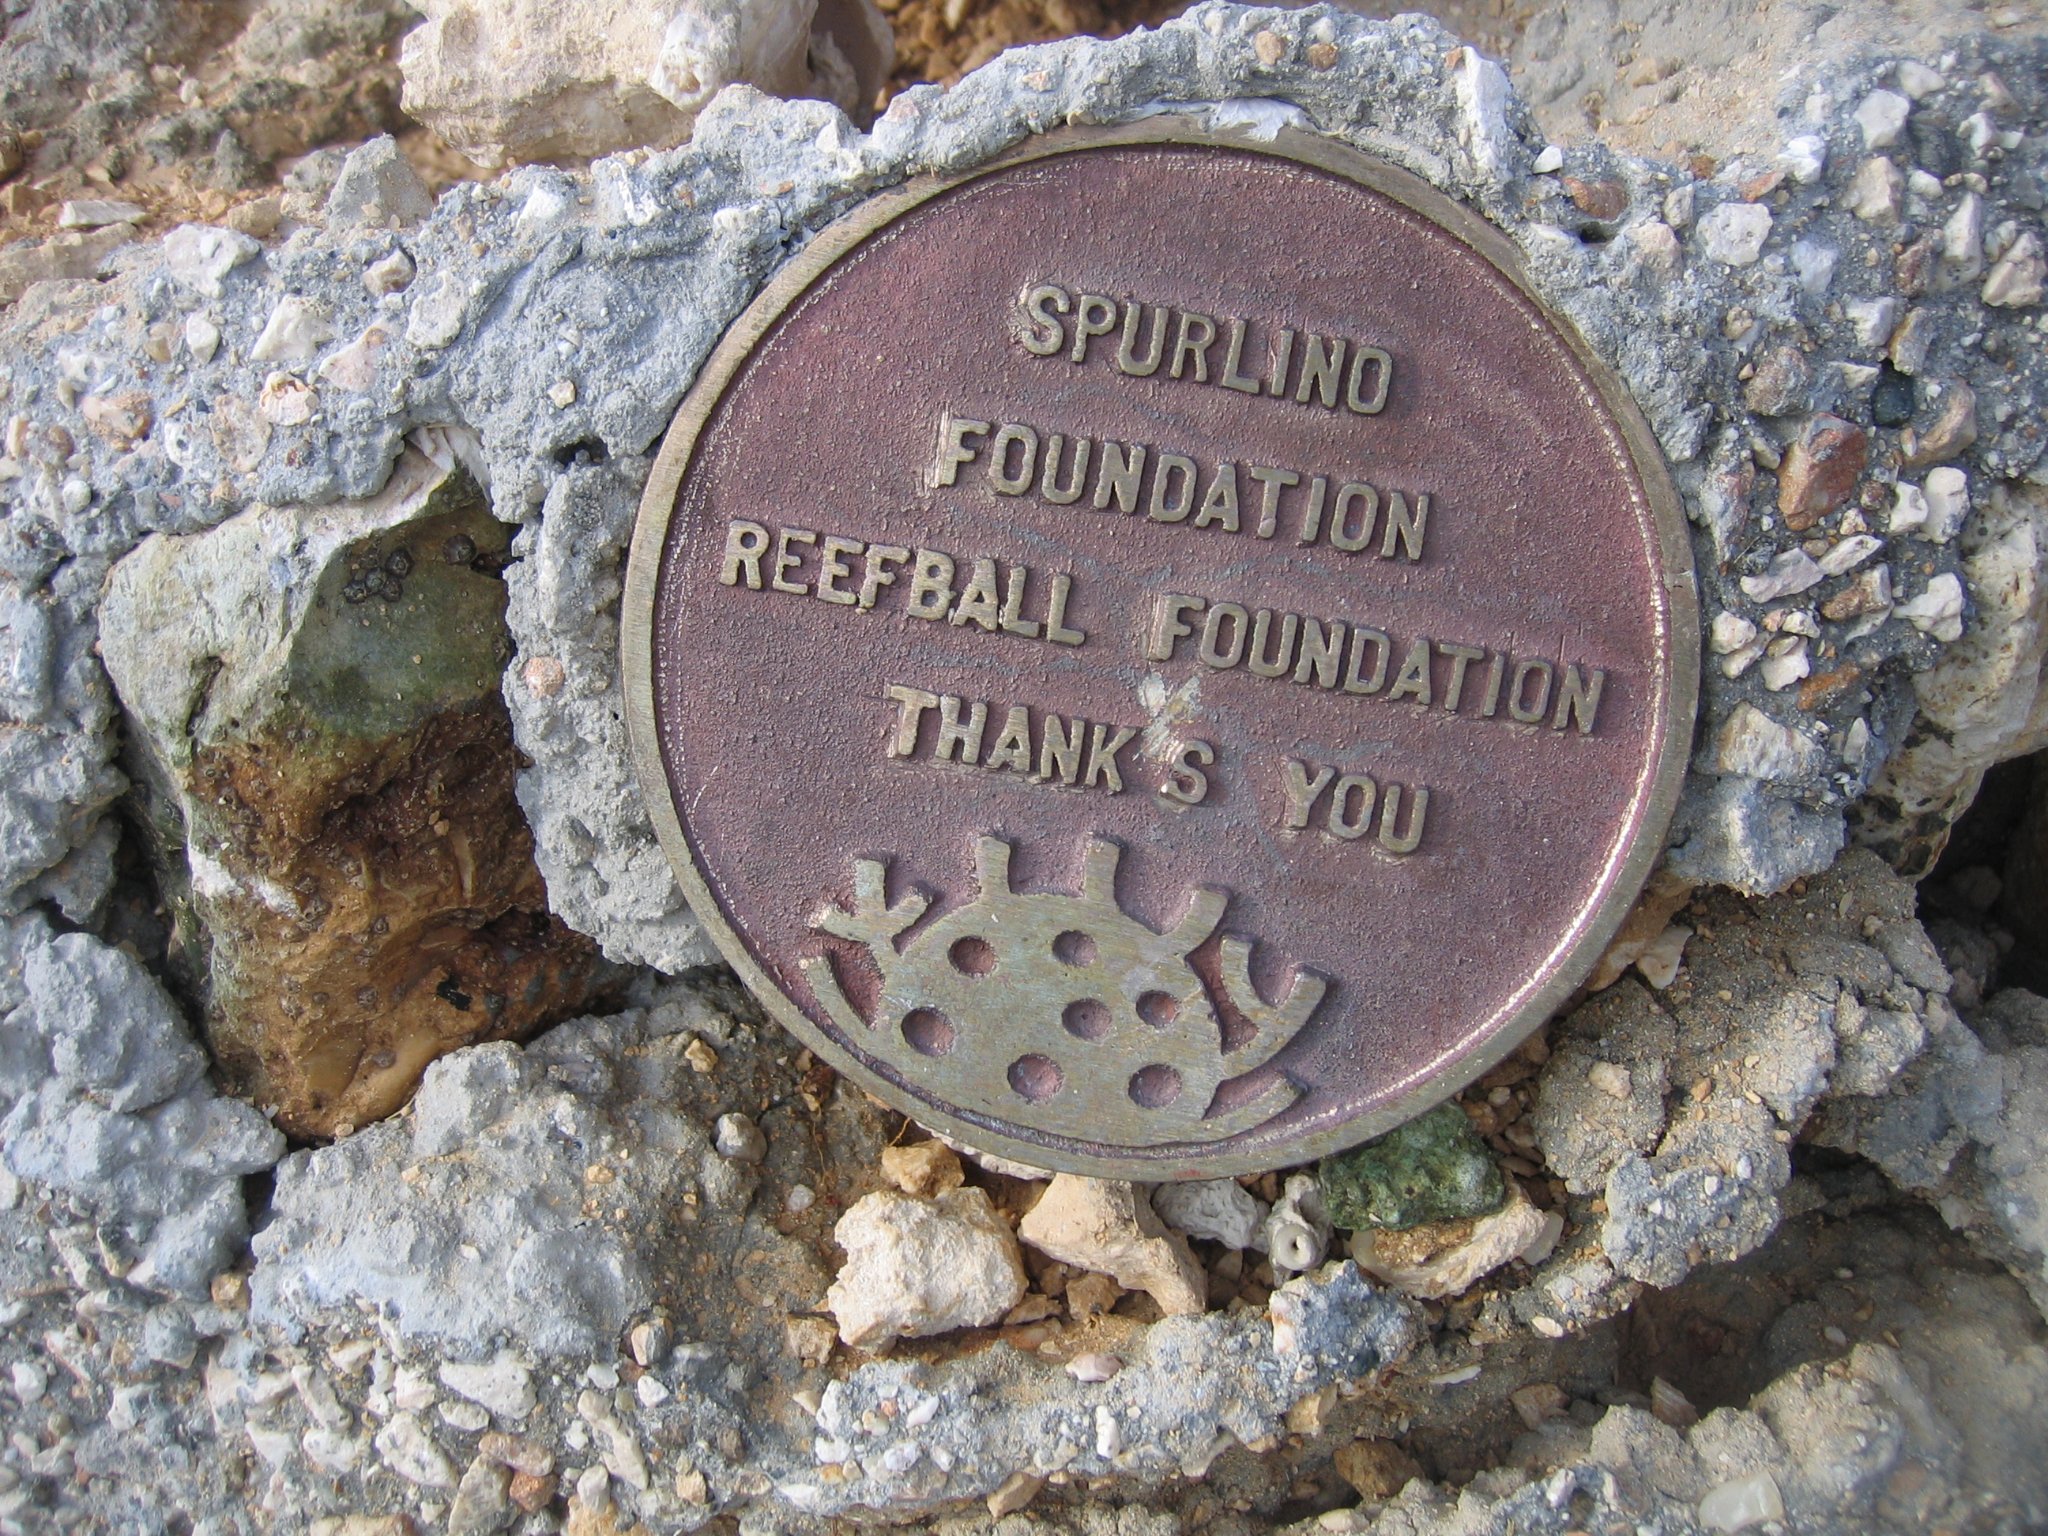 SPURLINO
FOUNDATION
REEFBALL FOUNDATION
THANK S YOU